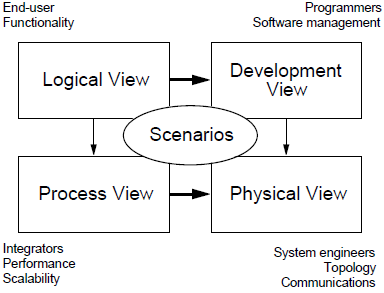 End-user
Functionality
Programmers
Software management
Logical View
Development
View
Scenarios
Process View
Physical View
Integrators
Performance
Scalability
System engineers
Topology
Communications